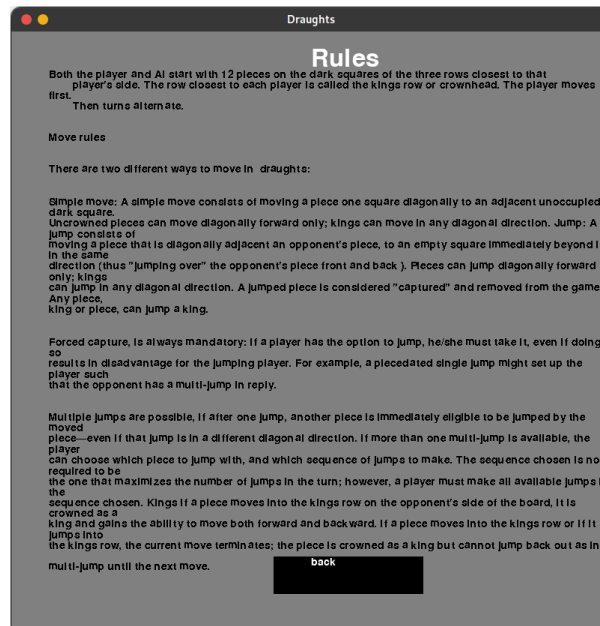 Draughts
Rules
Both the player and AI start with 12 pieces on the dark squares of the three rows closest to that
player's side. The row closest to each player is called the kings row or crownhead. The player moves
first.
Then turns alternate.
Move rules
There are two different ways to move in draughts:
Simple move: A simple move consists of moving a piece one square diagonally to an adjacent unoccupied
dark square.
Uncrowned pieces can move diagonally forward only; kings can move in any diagonal direction. Jump: A
jump consists of
moving a piece that is diagonally adjacent an opponent's piece, to an empty square immediately beyond i
in the same
direction (thus "jumping over" the opponent's piece front and back ). Pieces can jump diagonally forward
only; kings
can jump in any diagonal direction. A jumped piece is considered "captured" and removed from the game
Any piece,
king or piece, can jump a king.
Forced capture, is always mandatory: if a player has the option to jump, he/she must take it, even if doing
so
results in disadvantage for the jumping player. For example, a piecedated single jump might set up the
player such
that the opponent has a multi-jump in reply.
Multiple jumps are possible, if after one jump, another piece is immediately eligible to be jumped by the
moved
piece—even if that jump is in a different diagonal direction. If more than one multi-jump is available, the
player
can choose which piece to jump with, and which sequence of jumps to make. The sequence chosen is no
required to be
the one that maximizes the number of jumps in the turn; however, a player must make all available jumps i
the
sequence chosen. Kings if a piece moves into the kings row on the opponent's side of the board, it is
crowned as a
king and gains the ability to move both forward and backward. If a piece moves into the kings row or if it
jumps into
the kings row, the current move terminates; the piece is crowned as a king but cannot jump back out as in
multi-jump until the next move.
back